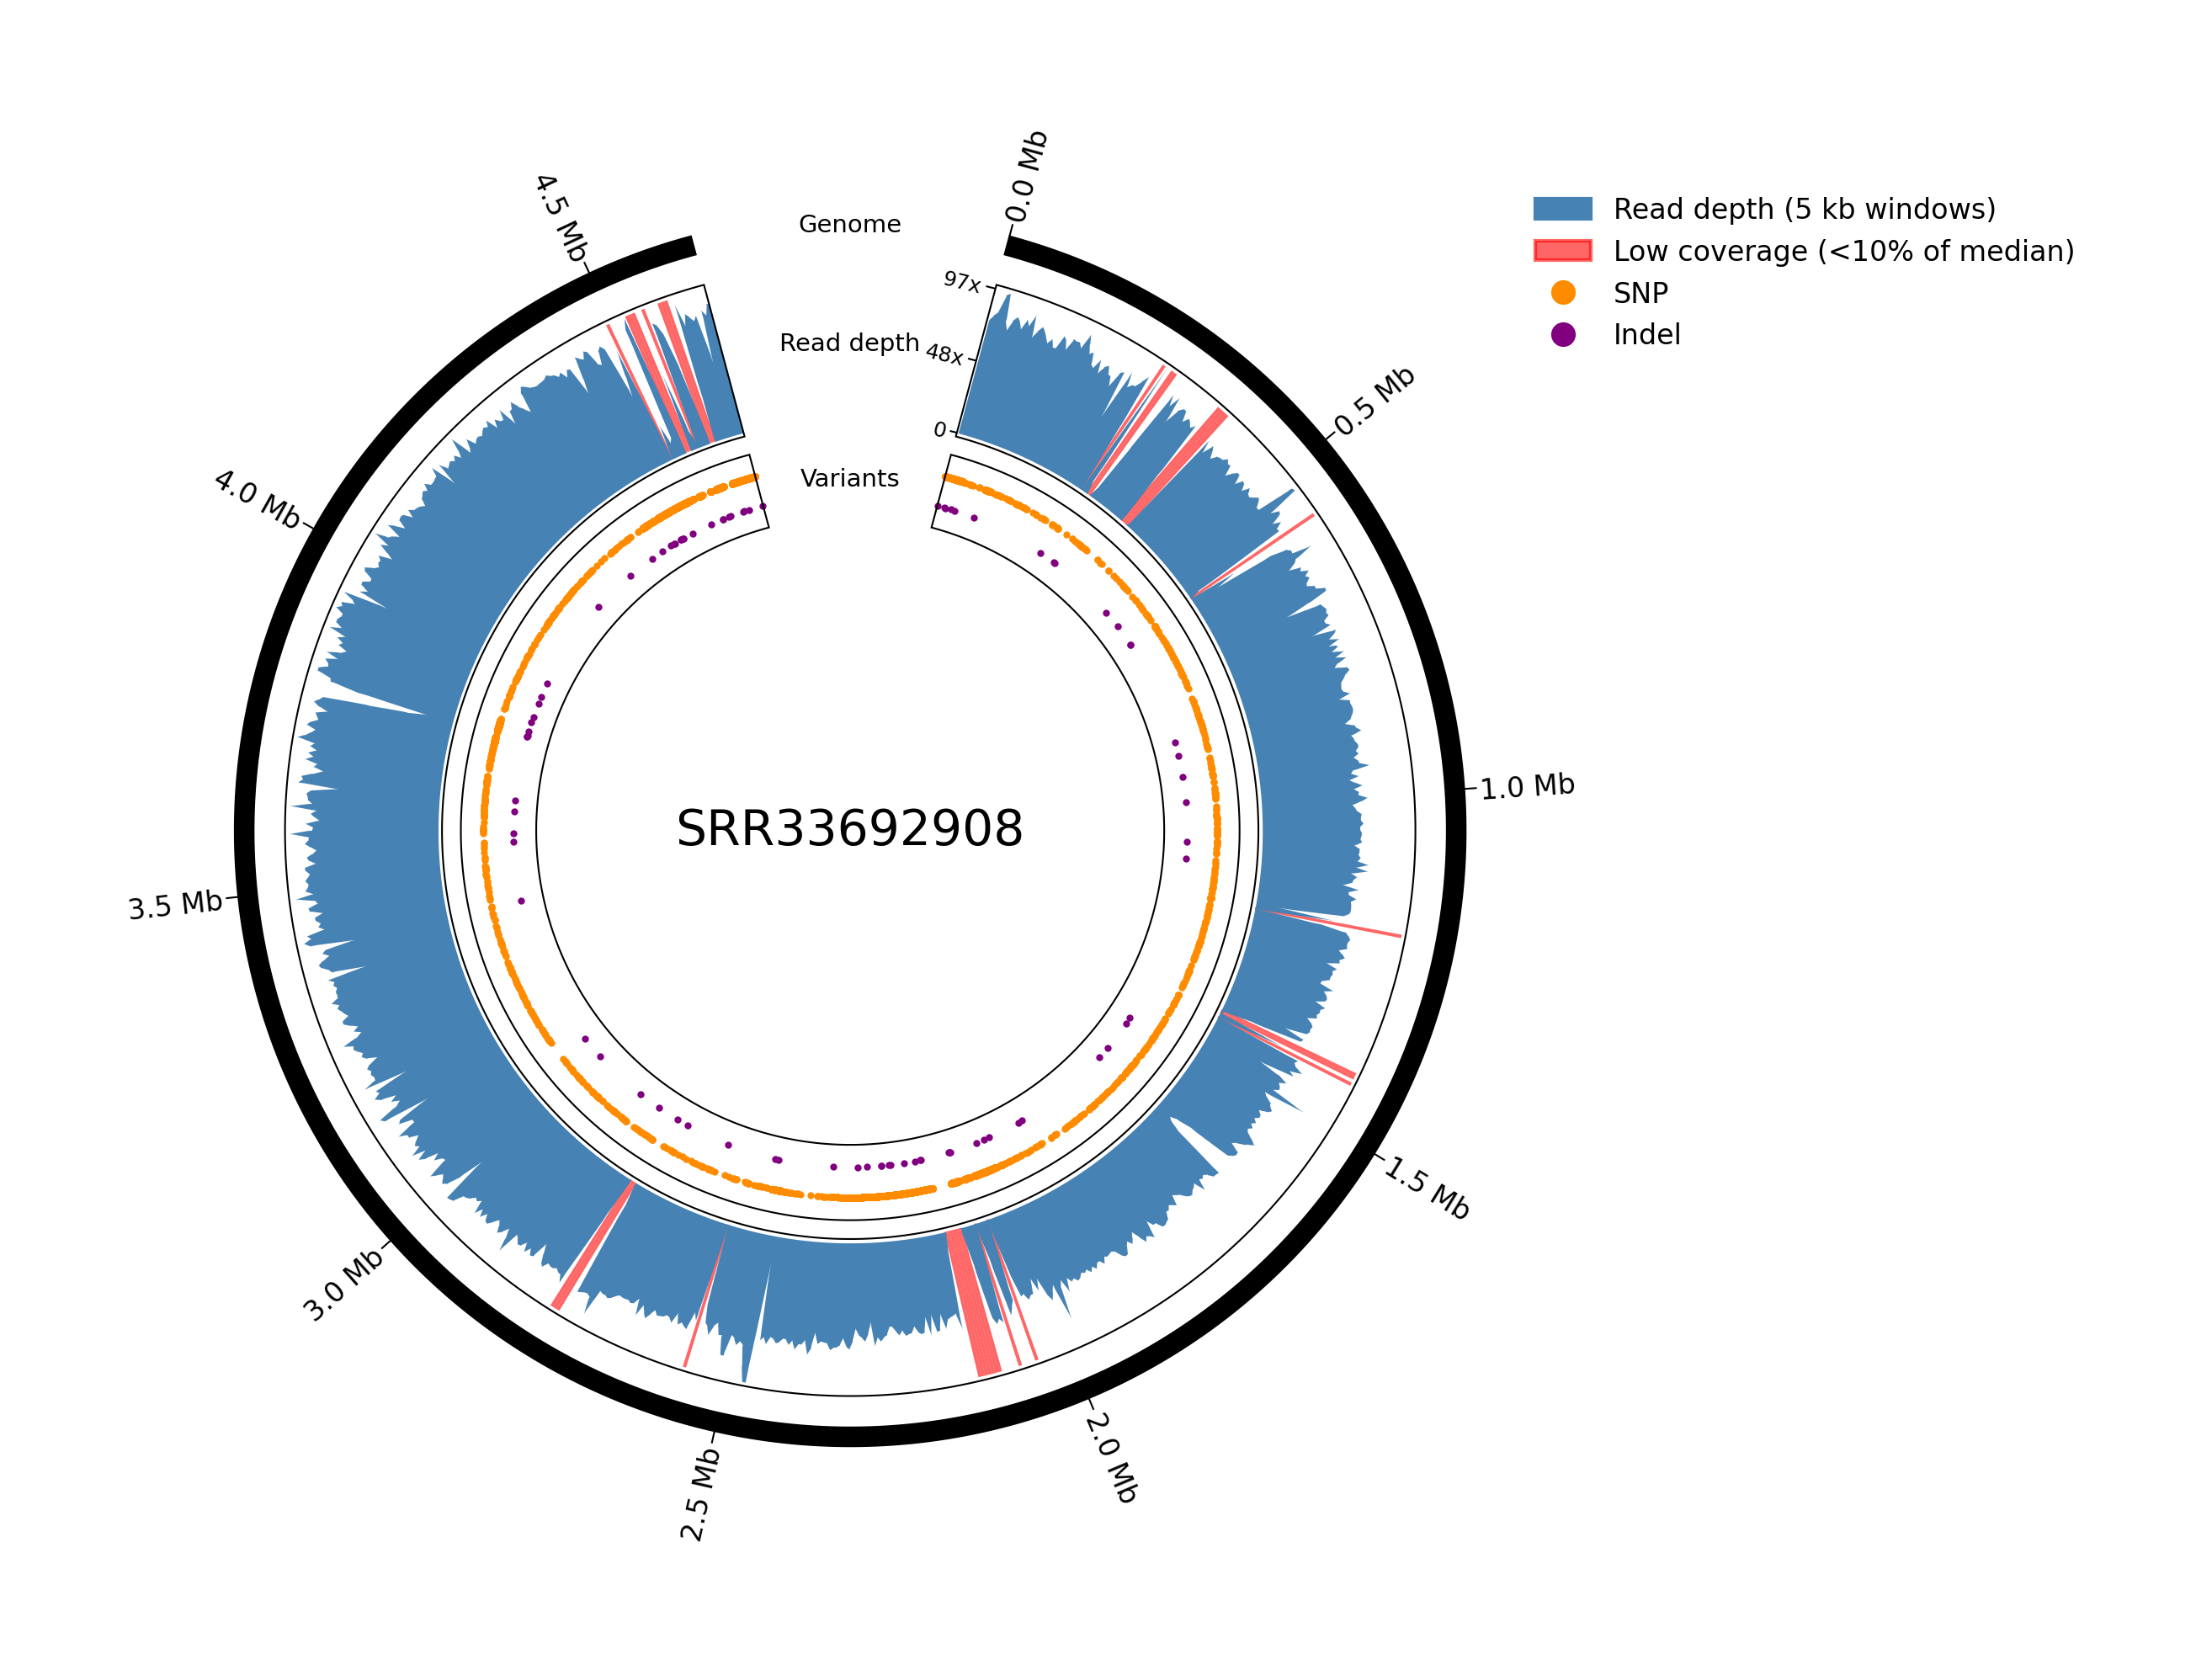 Genome
Read depth
Variants
97x
48x
0
0.0 Mb
0.5 Mb
1.0 Mb
1.5 Mb
2.0 Mb
2.5 Mb
3.0 Mb
3.5 Mb
4.0 Mb
4.5 Mb
SRR33692908
Read depth (5 kb windows)
Low coverage (<10% of median)
SNP
Indel